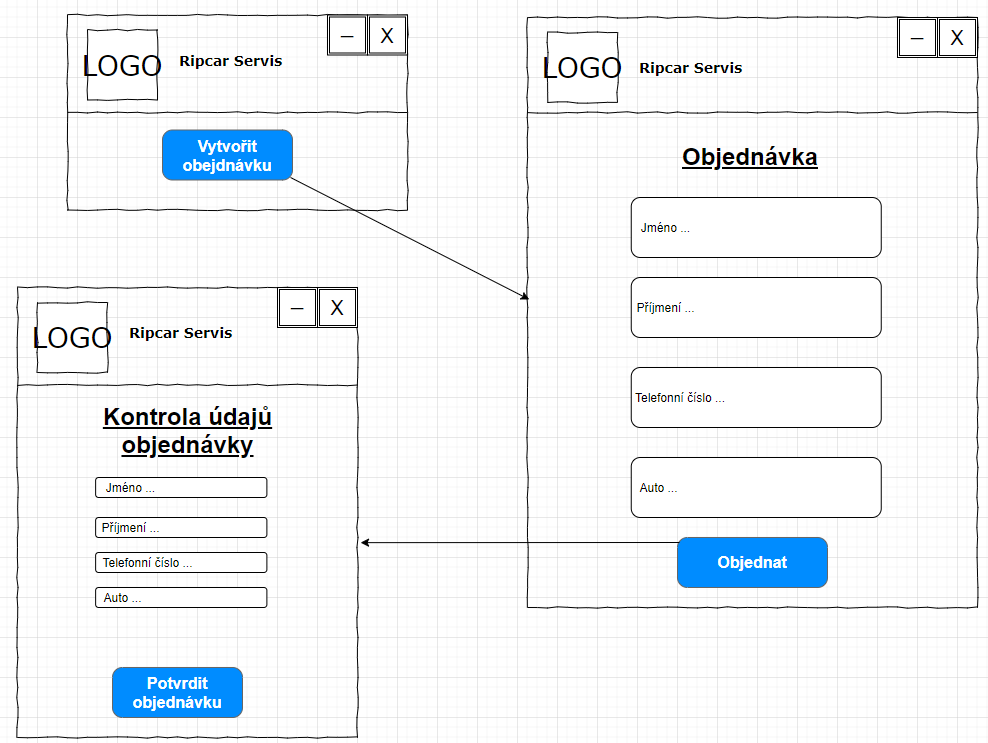 LOGO
Ripcar Servis
–
X
Vytvořit
obejdnávku
LOGO
Ripcar Servis
–
X
Objednávka
Jméno ...
Příjmení ...
Telefonní číslo ...
Auto ...
Objednat
LOGO
Ripcar Servis
–
X
Kontrola údajů
objednávky
Jméno ...
Příjmení ...
Telefonní číslo ...
Auto ...
Potvrdit
objednávku